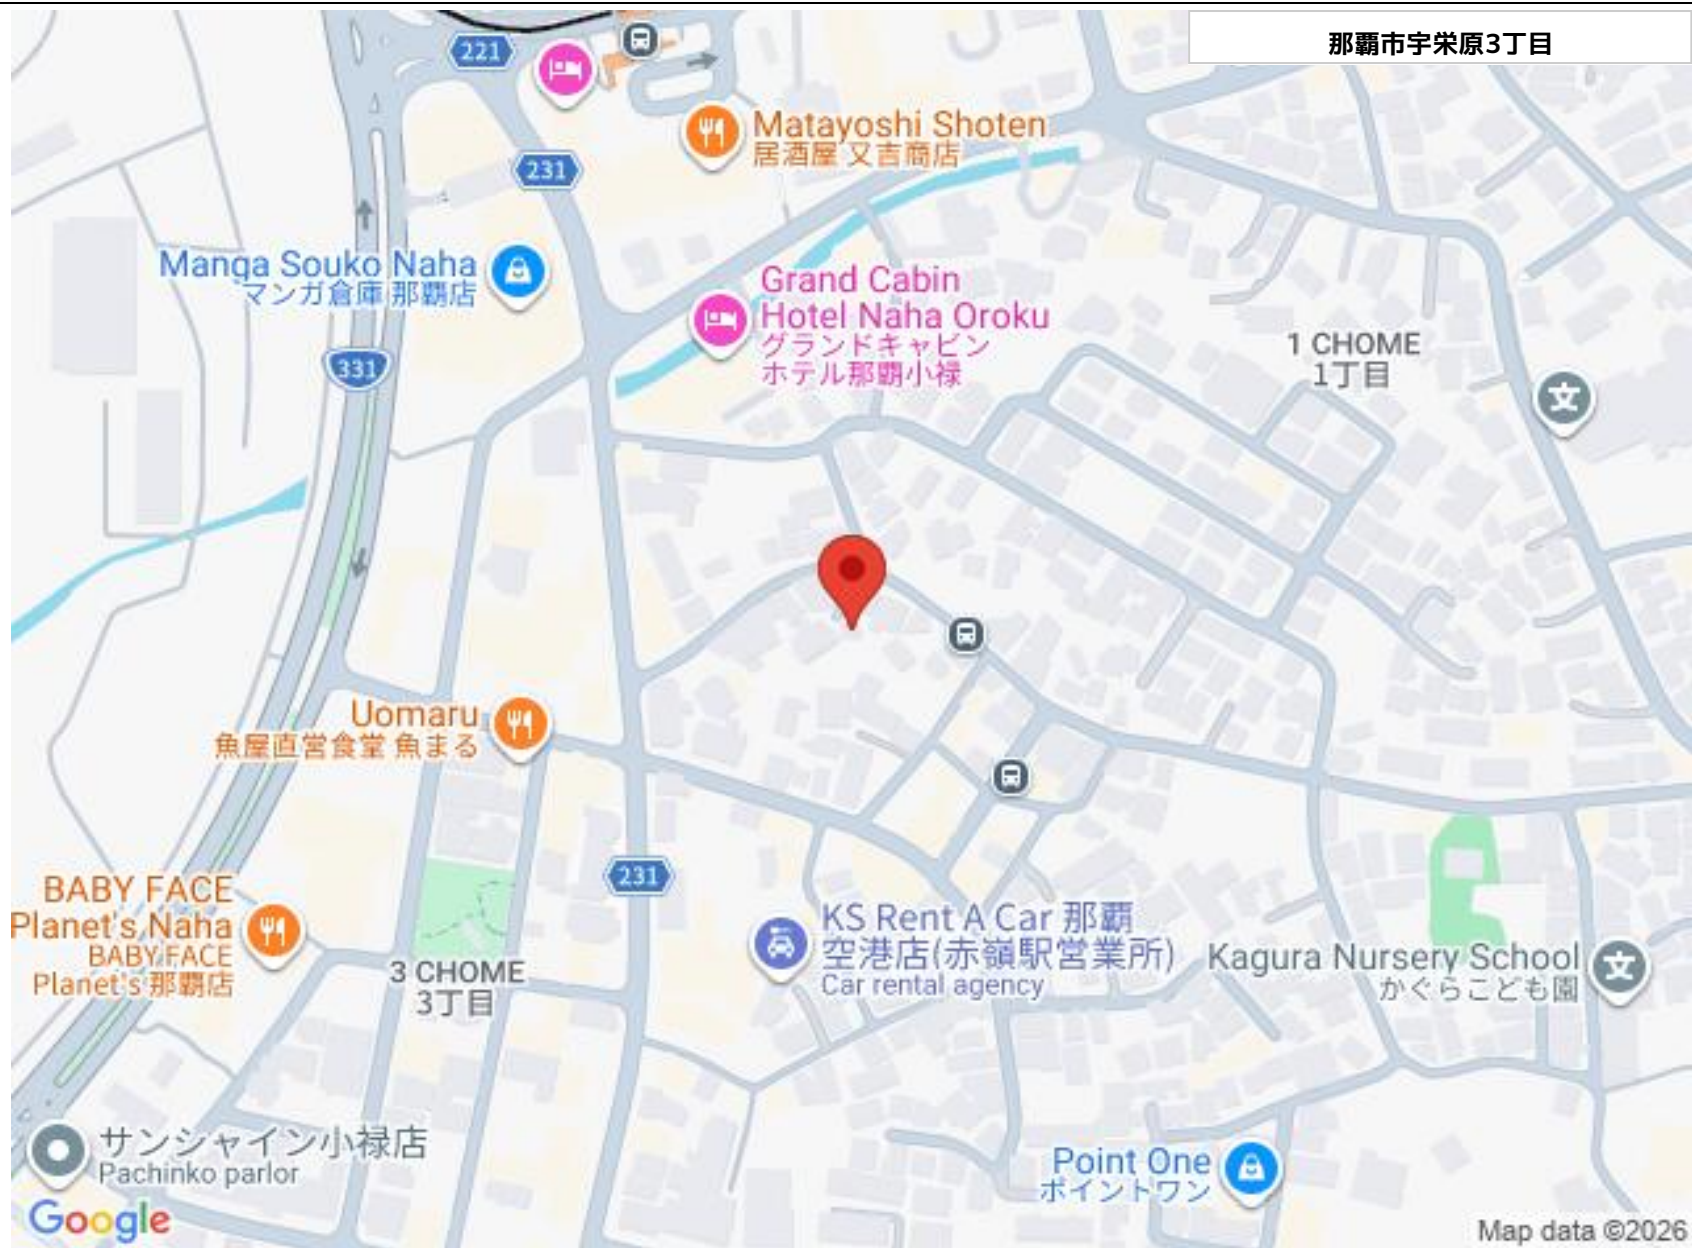 那覇市宇栄原3丁目
221
Matayoshi Shoten
居酒屋 又吉商店
231
Manga Souko Naha
マンガ倉庫 那覇店
Grand Cabin
Hotel Naha Oroku
グランドキャビン
ホテル那覇小禄
331
1 CHOME
1丁目
文
Uomaru
魚屋直営食堂 魚まる
231
BABY FACE
Planet's Naha
BABY FACE
Planet's 那覇店
KS Rent A Car 那覇
空港店(赤嶺駅営業所)
Car rental agency
3 CHOME
3丁目
Kagura Nursery School
かぐらこども園
文
サンシャイン小禄店
Pachinko parlor
Point One
ポイントワン
Google
Map data ©2026